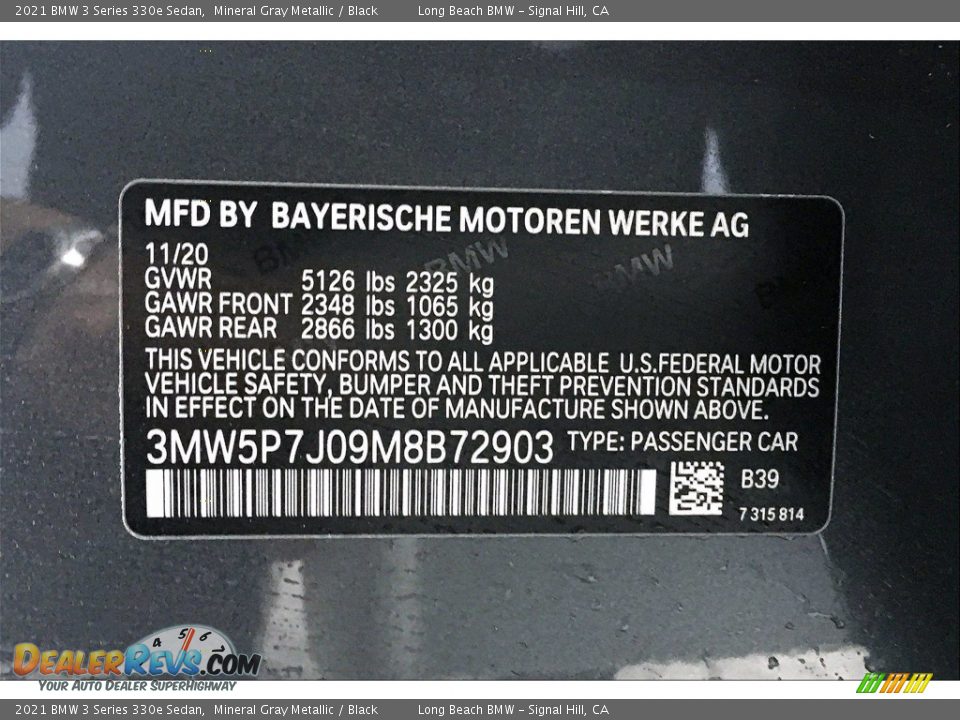 2021 BMW 3 Series 330e Sedan, Mineral Gray Metallic / Black Long Beach BMW - Signal Hill, CA
MFD BY BAYERISCHE MOTOREN WERKE AG
11/20
GVWR 5126 lbs 2325 kg
GAWR FRONT 2348 lbs 1065 kg
GAWR REAR 2866 lbs 1300 kg
BMW
BMW
THIS VEHICLE CONFORMS TO ALL APPLICABLE U.S.FEDERAL MOTOR
VEHICLE SAFETY, BUMPER AND THEFT PREVENTION STANDARDS
IN EFFECT ON THE DATE OF MANUFACTURE SHOWN ABOVE.
3MW5P7J09M8B72903 TYPE: PASSENGER CAR
B39
7 315 814
4 5 6
DEALERREVS.COM
YOUR AUTO DEALER SUPERHIGHWAY
2021 BMW 3 Series 330e Sedan, Mineral Gray Metallic / Black Long Beach BMW - Signal Hill, CA